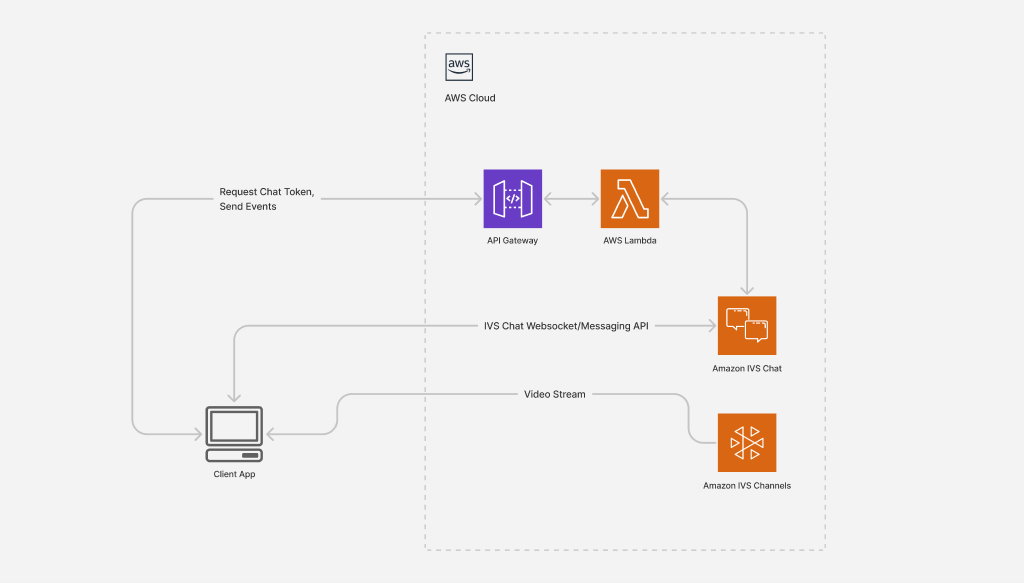 aws
AWS Cloud
Request Chat Token,
Send Events
</>
API Gateway
AWS Lambda
IVS Chat Websocket/Messaging API
Amazon IVS Chat
Video Stream
Client App
Amazon IVS Channels